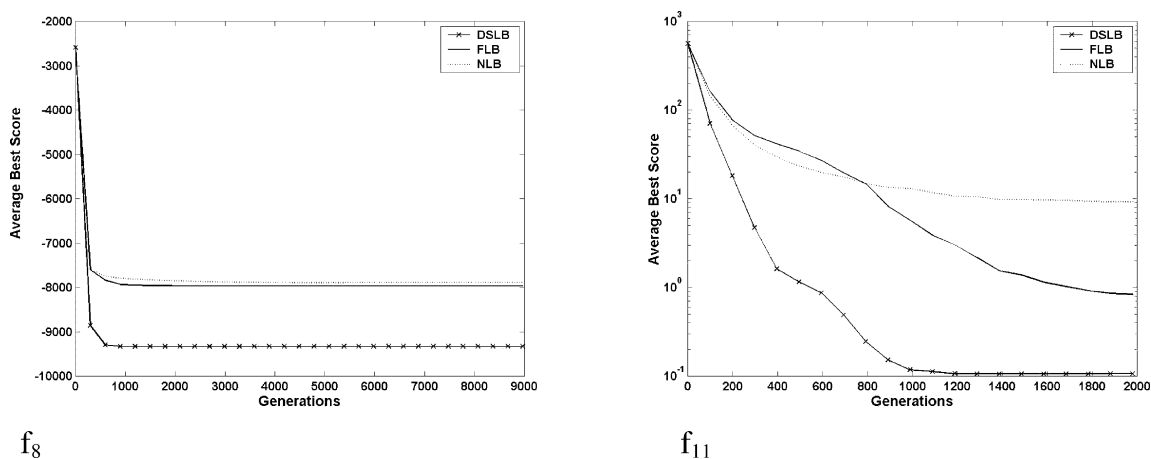 -2000
-3000
-4000
-5000
-6000
-7000
-8000
-9000
-10000
Average Best Score
DSLB
FLB
NLB
0 1000 2000 3000 4000 5000 6000 7000 8000 9000
Generations
f8
10^3
10^2
10^1
10^0
10^-1
Average Best Score
DSLB
FLB
NLB
0 200 400 600 800 1000 1200 1400 1600 1800 2000
Generations
f11